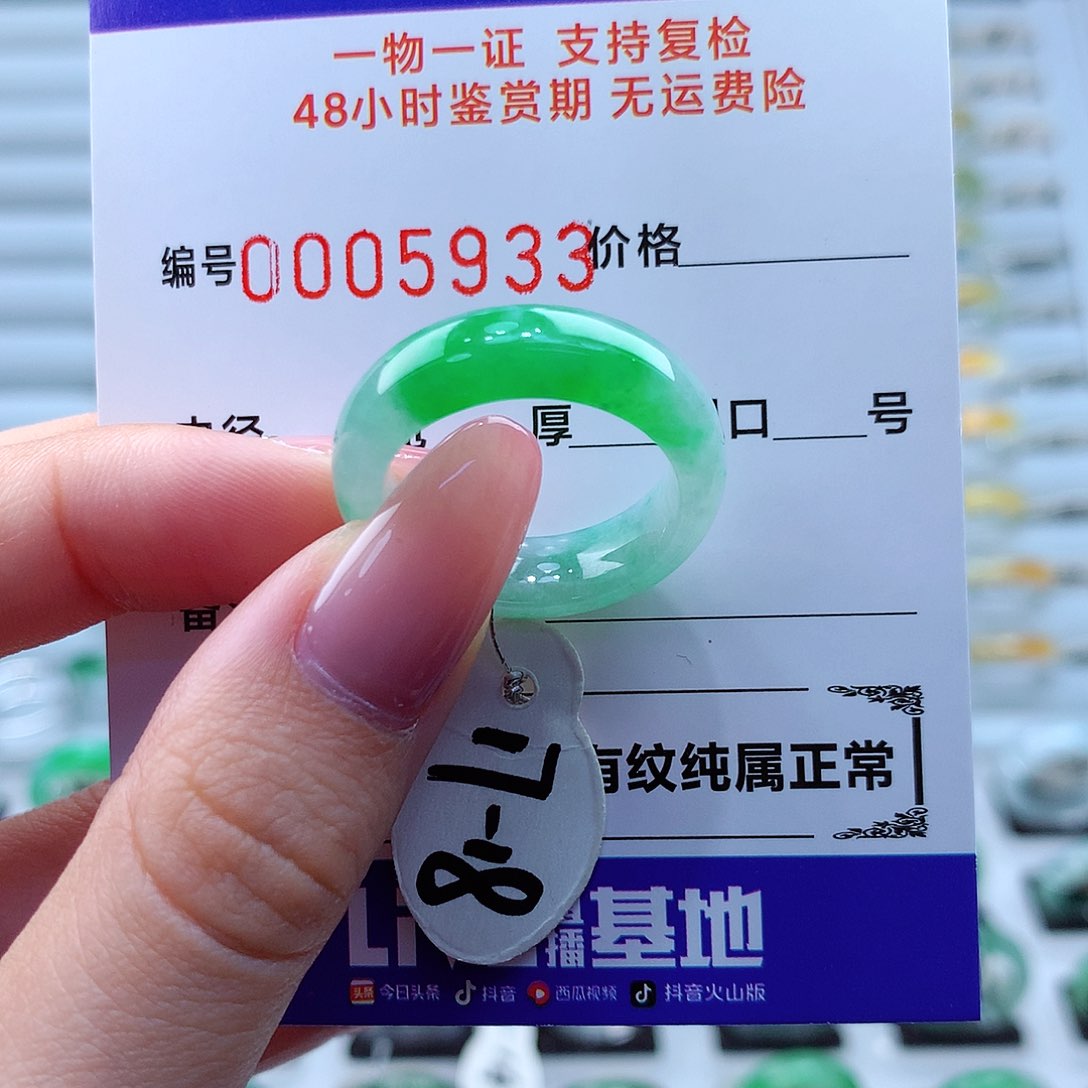 一物一证 支持复检
48小时鉴赏期 无运费险
编号0005933价格
厚 口 号
有纹纯属正常
7-8
播基地
今日头条 抖音 西瓜视频 抖音火山版